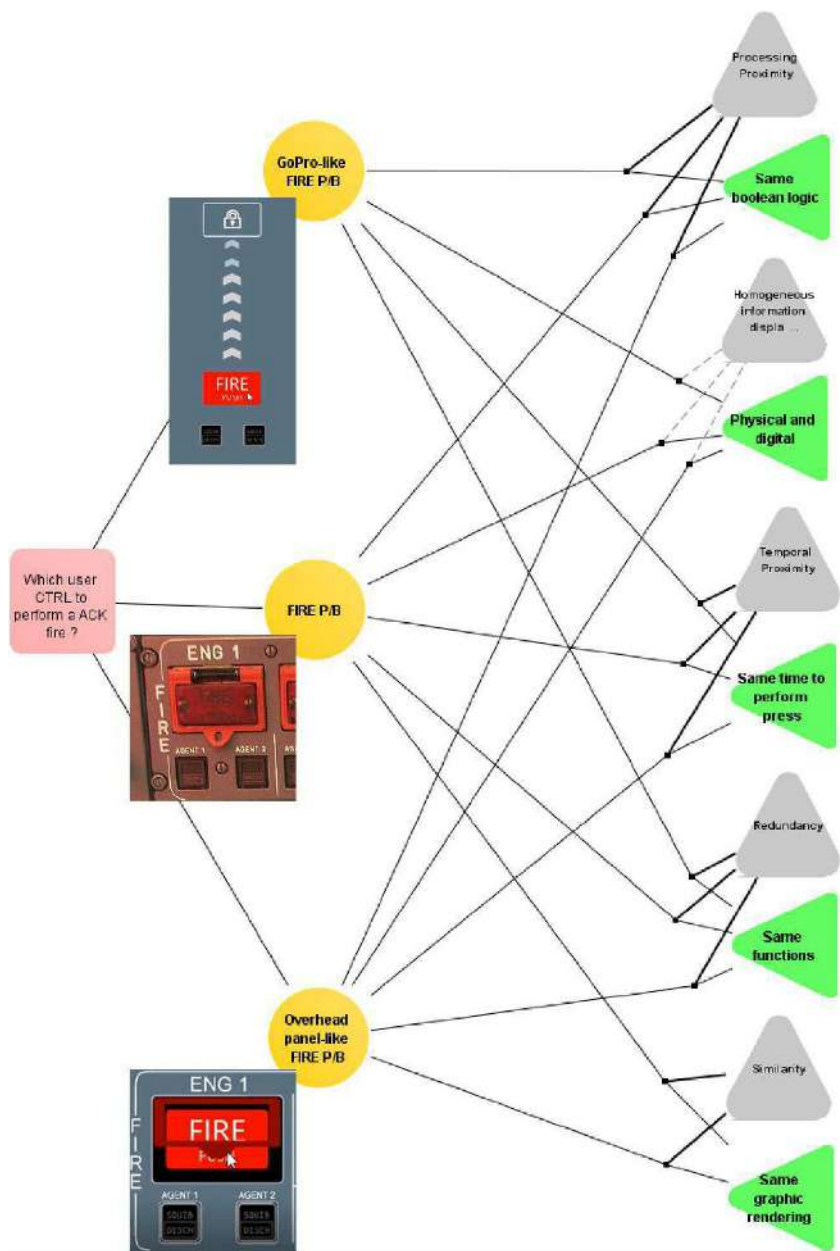 Processing
Proximity
GoPro-like
FIRE P/B
Same
boolean logic
Homogeneous
information
displa ...
FIRE
PUSH
Physical and
digital
Which user
CTRL to
perform a ACK
fire ?
FIRE P/B
Temporal
Proximity
ENG 1
FIRE
AGENT 1
AGENT 2
Same time to
perform
press
Redundancy
Same
functions
Overhead
panel-like
FIRE P/B
Similarity
ENG 1
FIRE
FIRE
PUSH
AGENT 1
AGENT 2
SQUIB
DISCH
SQUIB
DISCH
Same
graphic
rendering